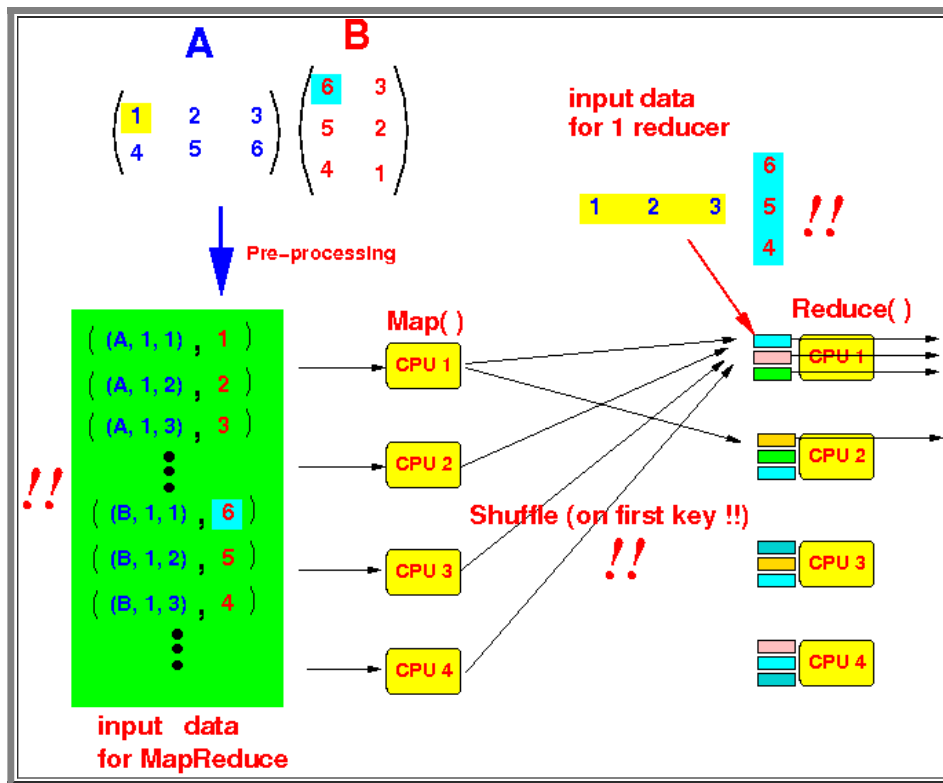 A B
1 2 3
4 5 6
6 3
5 2
4 1
input data
for 1 reducer
1 2 3
6
5
4
!!
Pre-processing
( (A, 1, 1) , 1 )
( (A, 1, 2) , 2 )
( (A, 1, 3) , 3 )
( (B, 1, 1) , 6 )
( (B, 1, 2) , 5 )
( (B, 1, 3) , 4 )
!!
input data
for MapReduce
Map( )
CPU 1
CPU 2
CPU 3
CPU 4
Shuffle (on first key !!)
!!
Reduce( )
CPU 1
CPU 2
CPU 3
CPU 4